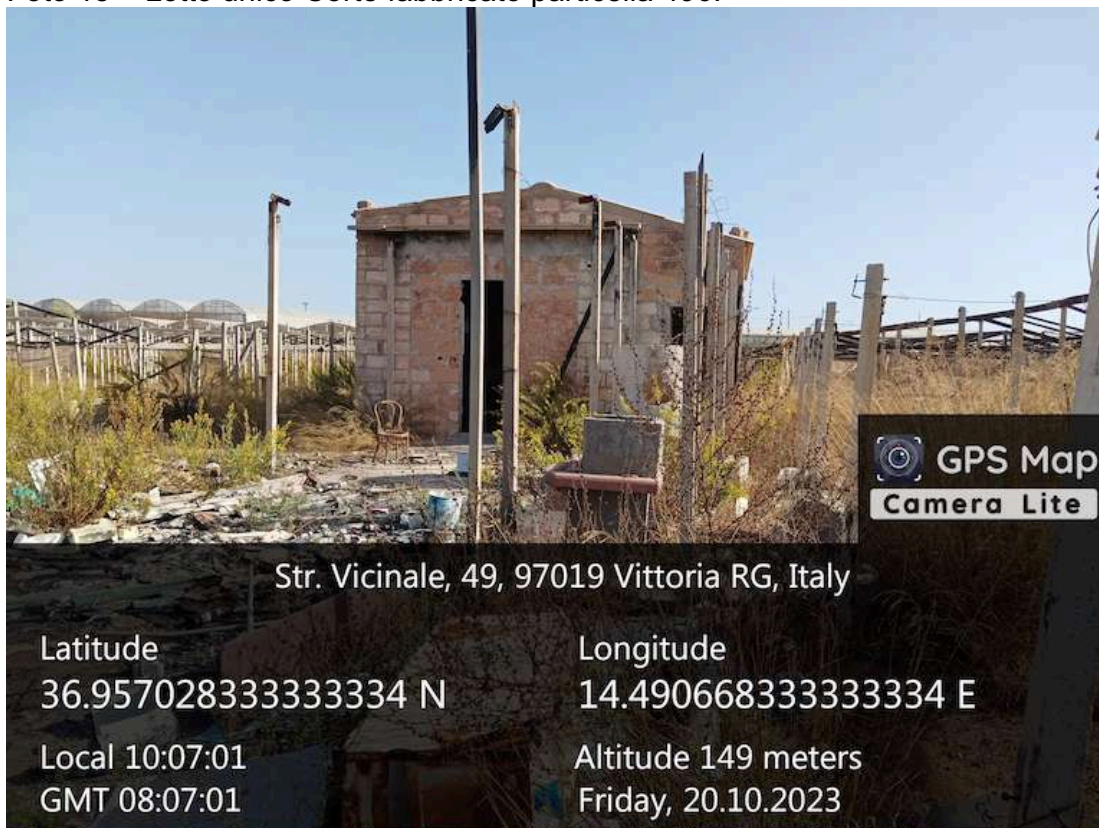 GPS Map
Camera Lite
Str. Vicinale, 49, 97019 Vittoria RG, Italy
Latitude
36.957028333333334 N
Longitude
14.490668333333334 E
Local 10:07:01
GMT 08:07:01
Altitude 149 meters
Friday, 20.10.2023